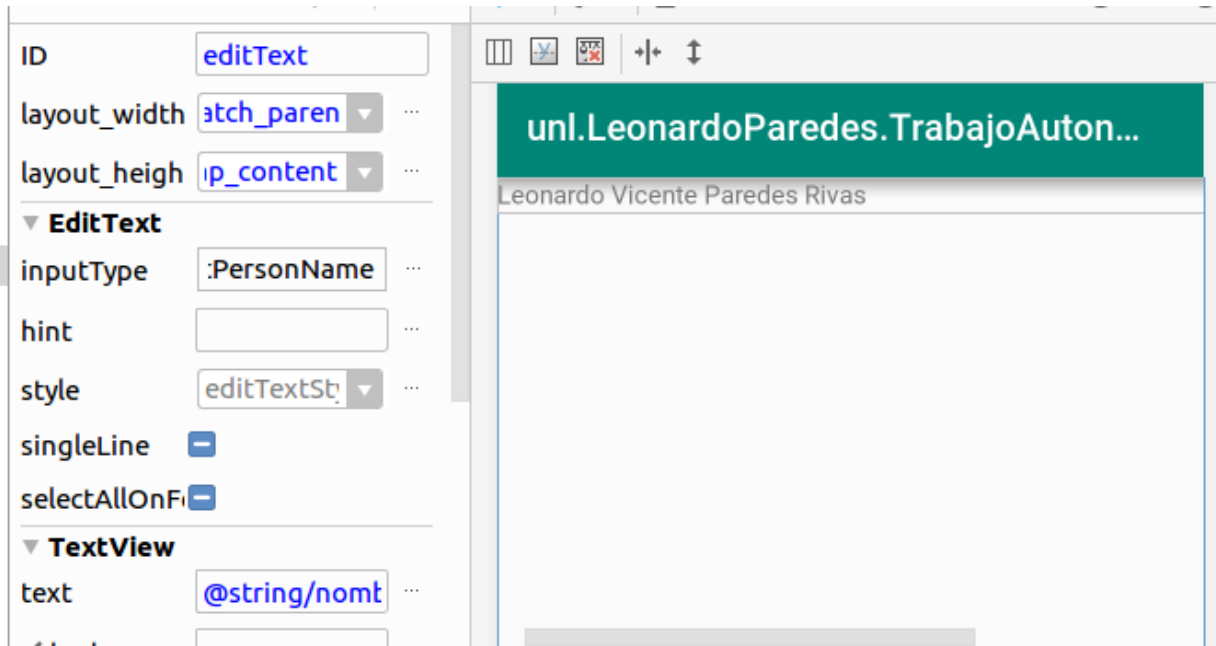 ID
editText
layout_width
atch_paren
...
layout_heigh
ıp_content
...
EditText
inputType
:PersonName
...
hint
...
style
editTextSty
...
singleLine
selectAllOnF
TextView
text
@string/nomb
...
unl.LeonardoParedes.TrabajoAuton...
Leonardo Vicente Paredes Rivas